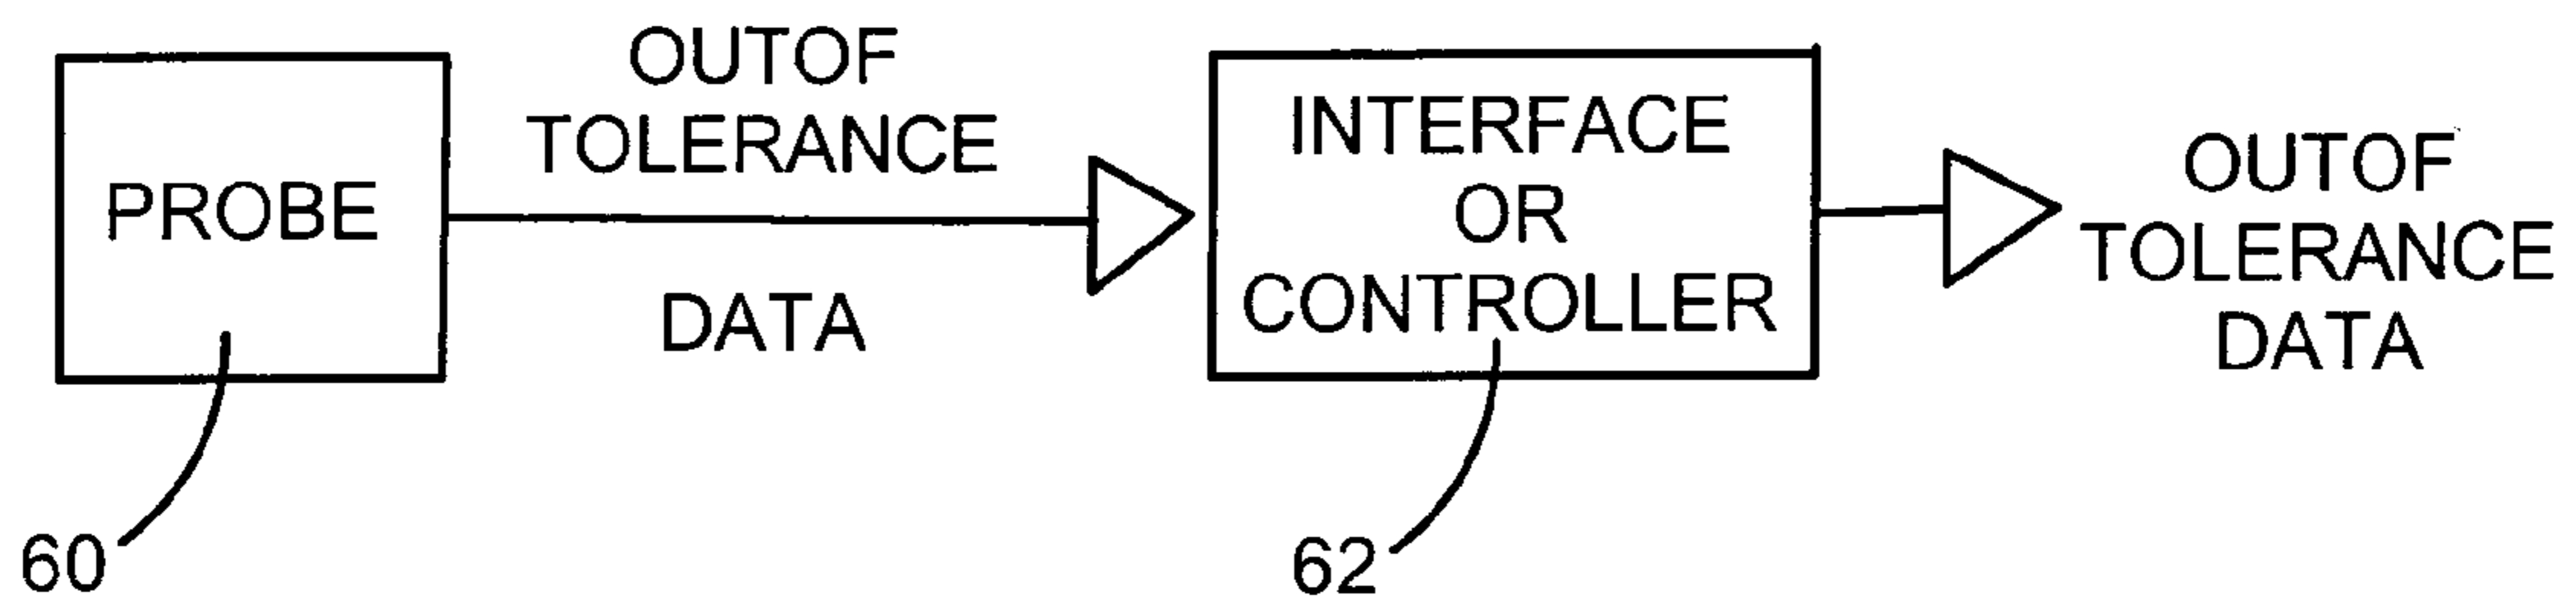 PROBE
OUTOF
TOLERANCE
DATA
INTERFACE
OR
CONTROLLER
OUTOF
TOLERANCE
DATA
60
62